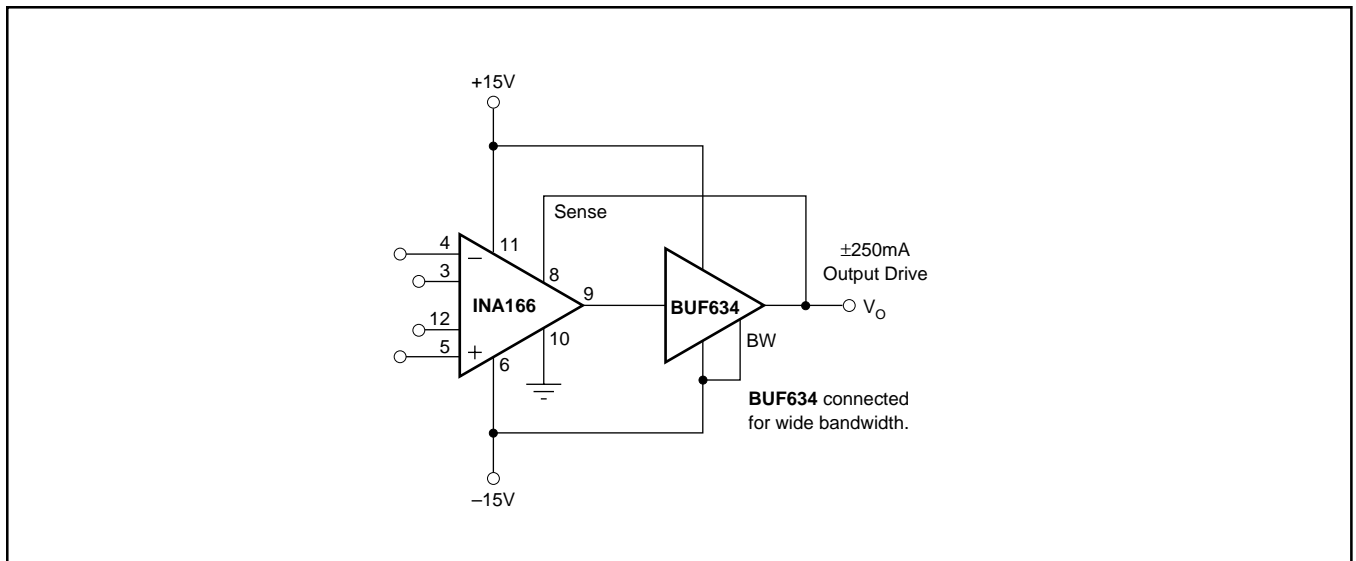 +15V
Sense
4
–
11
3
8
±250mA
Output Drive
INA166
9
BUF634
V_O
12
10
BW
5
+
6
BUF634 connected
for wide bandwidth.
–15V